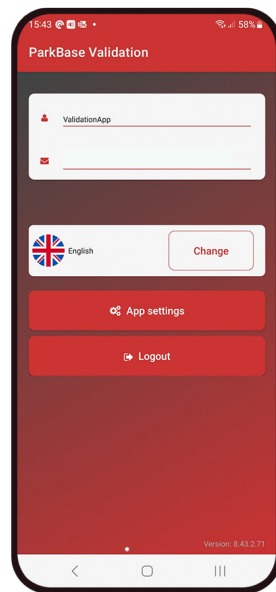 15:43
58%
ParkBase Validation
ValidationApp
English
Change
App settings
Logout
Version: 8.43.2.71